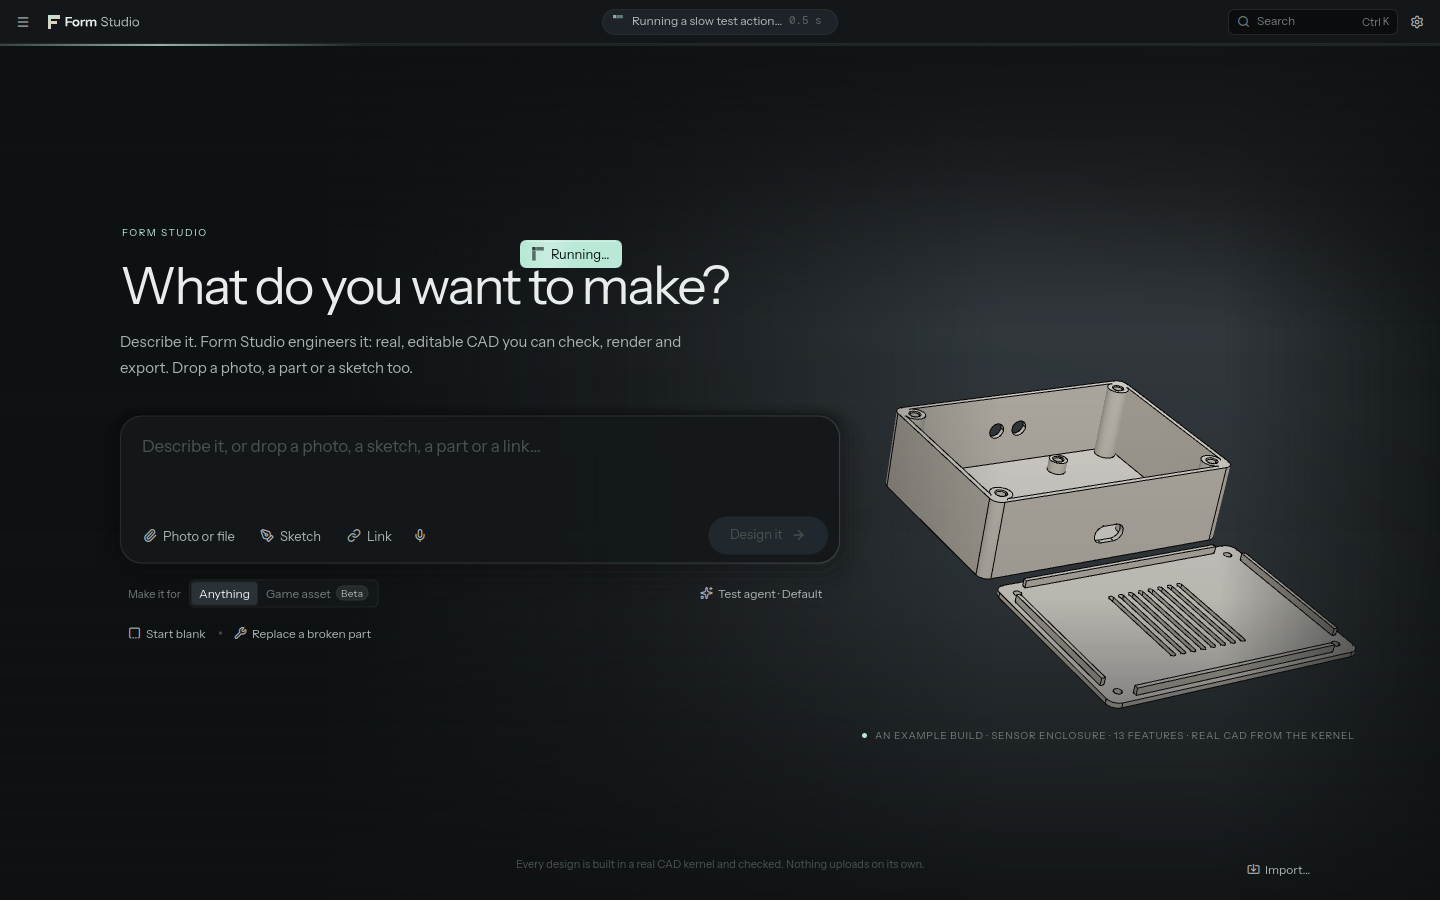 Form Studio
Running a slow test action... 0.5 s
Search Ctrl K
FORM STUDIO
Running...
What do you want to make?
Describe it. Form Studio engineers it: real, editable CAD you can check, render and
export. Drop a photo, a part or a sketch too.
Describe it, or drop a photo, a sketch, a part or a link...
Photo or file
Sketch
Link
Design it
Make it for
Anything
Game asset Beta
Test agent · Default
Start blank
Replace a broken part
AN EXAMPLE BUILD · SENSOR ENCLOSURE · 13 FEATURES · REAL CAD FROM THE KERNEL
Every design is built in a real CAD kernel and checked. Nothing uploads on its own.
Import...